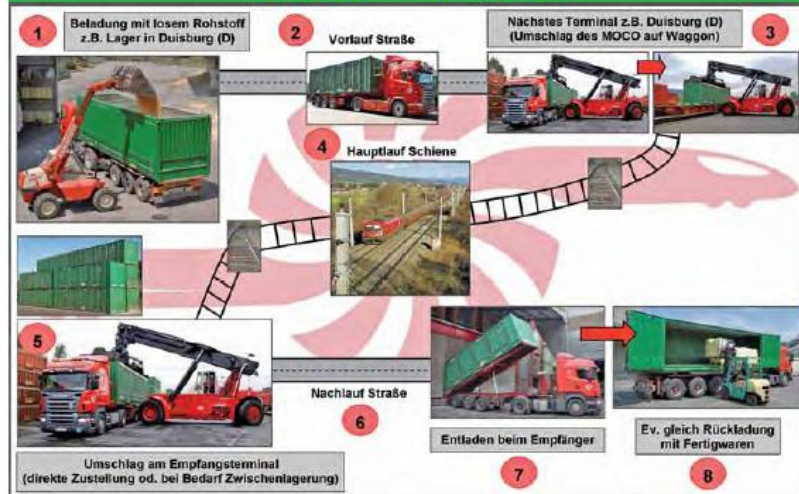 1
Beladung mit losem Rohstoff
z.B. Lager in Duisburg (D)
2
Vorlauf Straße
Nächstes Terminal z.B. Duisburg (D)
(Umschlag des MOCO auf Waggon)
3
4
Hauptlauf Schiene
5
Umschlag am Empfangsterminal
(direkte Zustellung od. bei Bedarf Zwischenlagerung)
Nachlauf Straße
6
Entladen beim Empfänger
7
Ev. gleich Rückladung
mit Fertigwaren
8